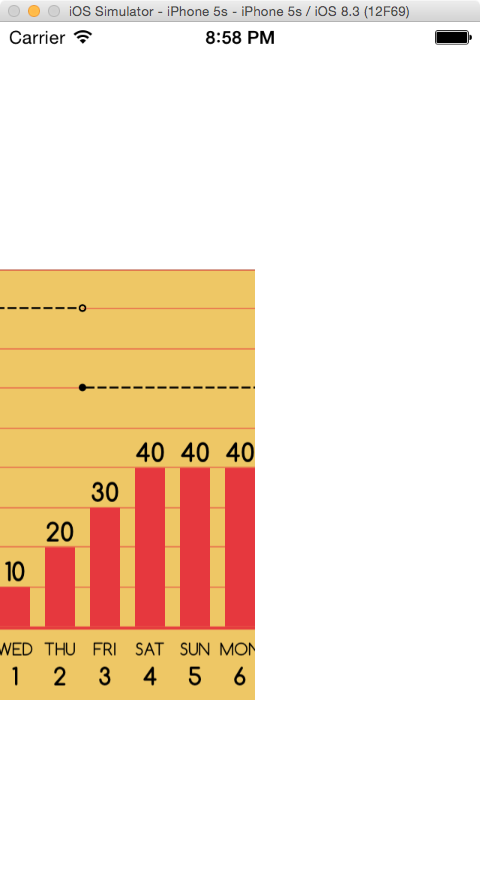 iOS Simulator - iPhone 5s - iPhone 5s / iOS 8.3 (12F69)
Carrier 8:58 PM
40 40 40
30
20
10
WED THU FRI SAT SUN MON
1 2 3 4 5 6